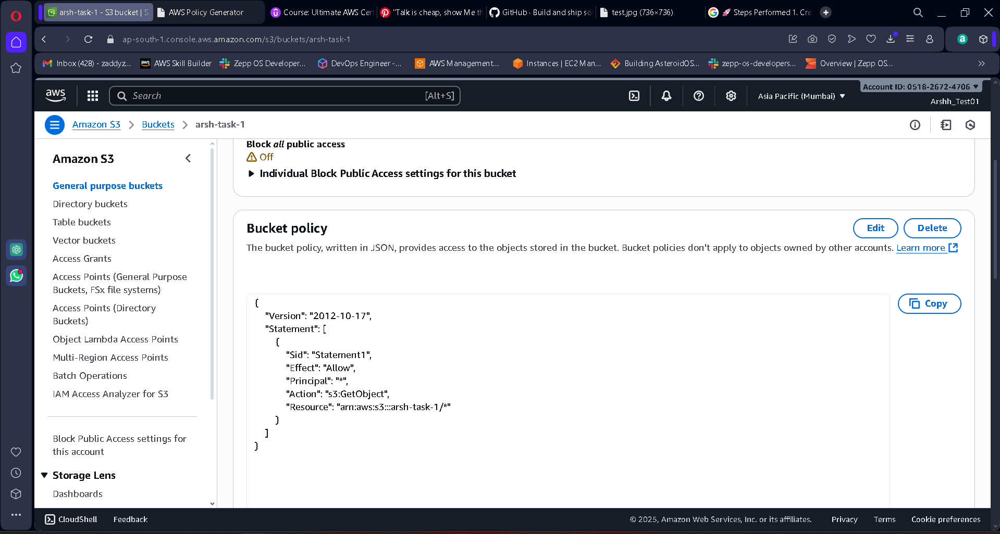 arsh-task-1 - S3 bucket | S3
AWS Policy Generator
Course: Ultimate AWS Cert
"Talk is cheap, show Me th
GitHub · Build and ship so
test.jpg (736×736)
🚀 Steps Performed 1. Cre
ap-south-1.console.aws.amazon.com/s3/buckets/arsh-task-1
Inbox (428) - zaddyz...
AWS Skill Builder
Zepp OS Developer...
DevOps Engineer -...
AWS Management...
Instances | EC2 Man...
Building AsteroidOS...
zepp-os-developers...
Overview | Zepp OS...
aws
Search
[Alt+S]
Asia Pacific (Mumbai)
Account ID: 0518-2672-4706
Arshh_Test01
Amazon S3
Buckets
arsh-task-1
Amazon S3
General purpose buckets
Directory buckets
Table buckets
Vector buckets
Access Grants
Access Points (General Purpose
Buckets, FSx file systems)
Access Points (Directory
Buckets)
Object Lambda Access Points
Multi-Region Access Points
Batch Operations
IAM Access Analyzer for S3
Block Public Access settings for
this account
Storage Lens
Dashboards
Block all public access
Off
Individual Block Public Access settings for this bucket
Bucket policy
Edit
Delete
The bucket policy, written in JSON, provides access to the objects stored in the bucket. Bucket policies don't apply to objects owned by other accounts. Learn more
Copy
{
"Version": "2012-10-17",
"Statement": [
{
"Sid": "Statement1",
"Effect": "Allow",
"Principal": "*",
"Action": "s3:GetObject",
"Resource": "arn:aws:s3:::arsh-task-1/*"
}
]
}
CloudShell
Feedback
© 2025, Amazon Web Services, Inc. or its affiliates.
Privacy
Terms
Cookie preferences